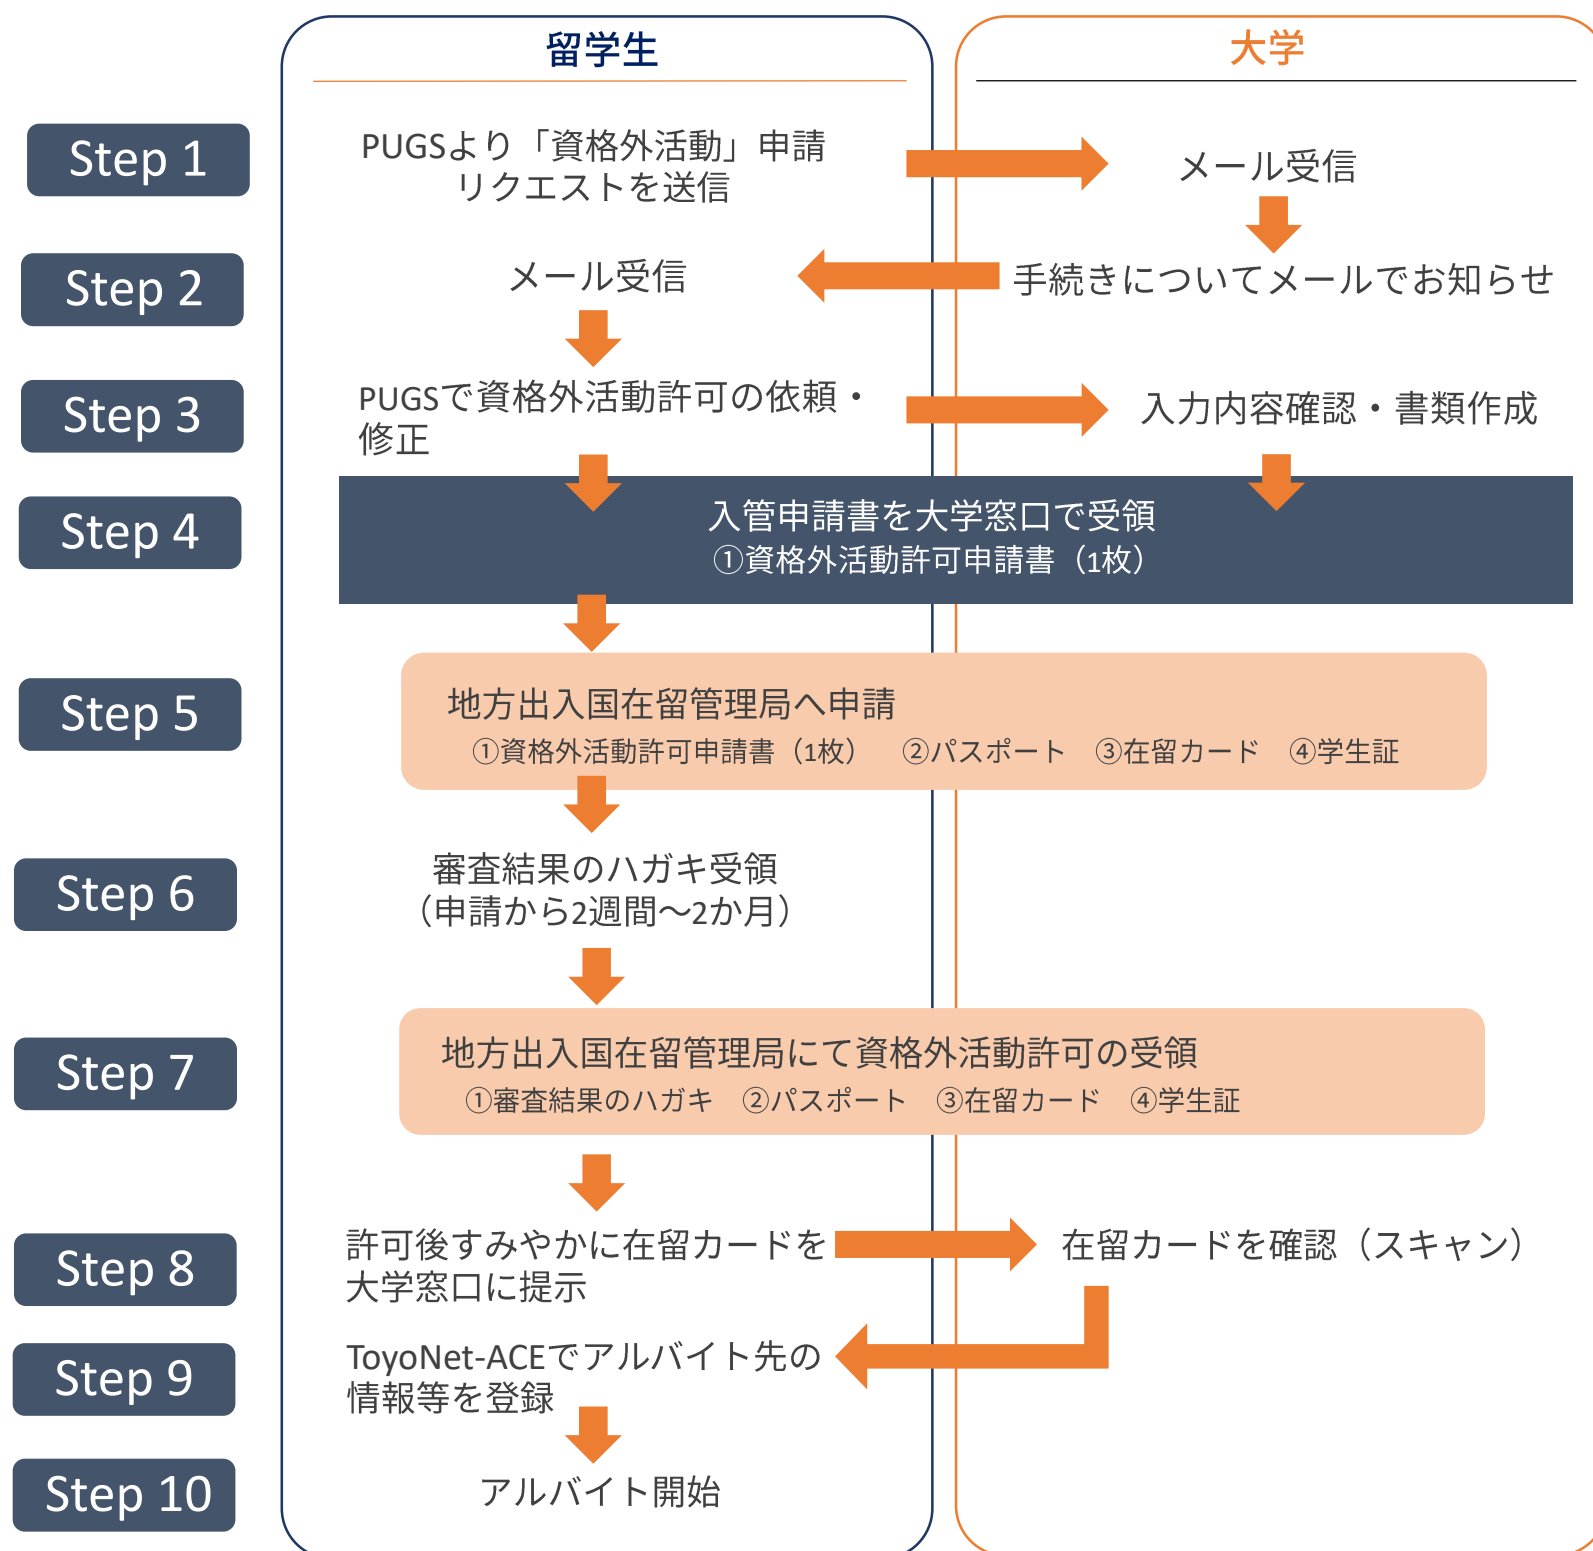 留学生
大学
Step 1
PUGSより「資格外活動」申請
リクエストを送信
メール受信
Step 2
メール受信
手続きについてメールでお知らせ
Step 3
PUGSで資格外活動許可の依頼・
修正
入力内容確認・書類作成
Step 4
入管申請書を大学窓口で受領
①資格外活動許可申請書（1枚）
Step 5
地方出入国在留管理局へ申請
①資格外活動許可申請書（1枚）　②パスポート　③在留カード　④学生証
Step 6
審査結果のハガキ受領
（申請から2週間～2か月）
Step 7
地方出入国在留管理局にて資格外活動許可の受領
①審査結果のハガキ　②パスポート　③在留カード　④学生証
Step 8
許可後すみやかに在留カードを
大学窓口に提示
在留カードを確認（スキャン）
Step 9
ToyoNet-ACEでアルバイト先の
情報等を登録
Step 10
アルバイト開始